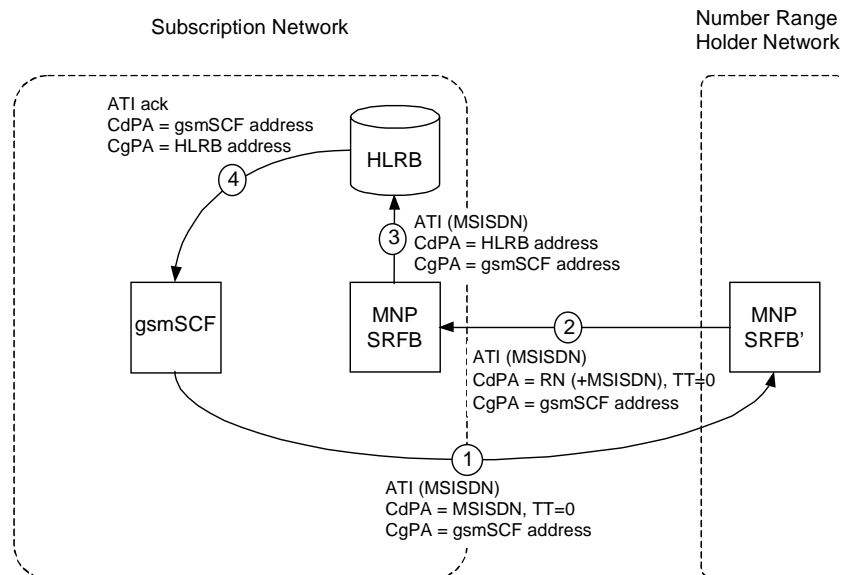 Subscription Network
Number Range
Holder Network
ATI ack
CdPA = gsmSCF address
CgPA = HLRB address
HLRB
4
ATI (MSISDN)
CdPA = HLRB address
CgPA = gsmSCF address
3
gsmSCF
MNP
SRFB
2
MNP
SRFB'
ATI (MSISDN)
CdPA = RN (+MSISDN), TT=0
CgPA = gsmSCF address
1
ATI (MSISDN)
CdPA = MSISDN, TT=0
CgPA = gsmSCF address